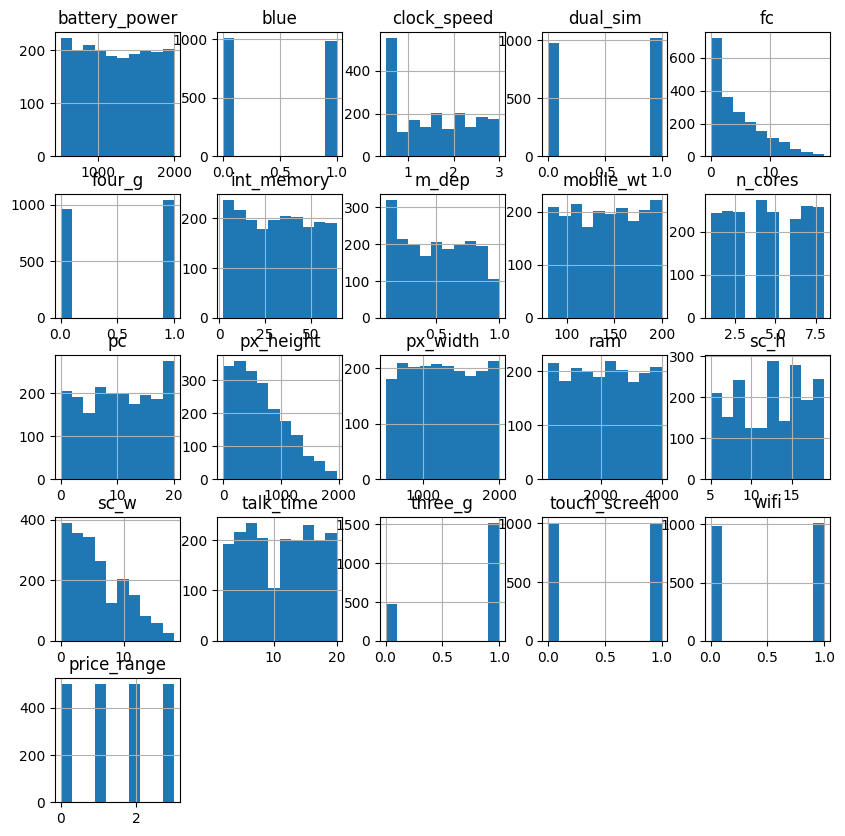 battery_power blue clock_speed dual_sim fc
200 100 0 1000 2000
1000 500 0 0.0 0.5 1.0
400 200 0 1 2 3
1000 500 0 0.0 0.5 1.0
600 400 200 0 0 10
four_g int_memory m_dep mobile_wt n_cores
1000 500 0 0.0 0.5 1.0
200 100 0 0 25 50
300 200 100 0 0.5 1.0
200 100 0 100 150 200
200 100 0 2.5 5.0 7.5
pc px_height px_width ram sc_h
200 100 0 0 10 20
300 200 100 0 0 1000 2000
200 100 0 1000 2000
200 100 0 2000 4000
300 200 100 0 5 10 15
sc_w talk_time three_g touch_screen wifi
400 200 0 0 10
200 100 0 10 20
1500 1000 500 0 0.0 0.5 1.0
1000 500 0 0.0 0.5 1.0
1000 500 0 0.0 0.5 1.0
price_range
400 200 0 0 2